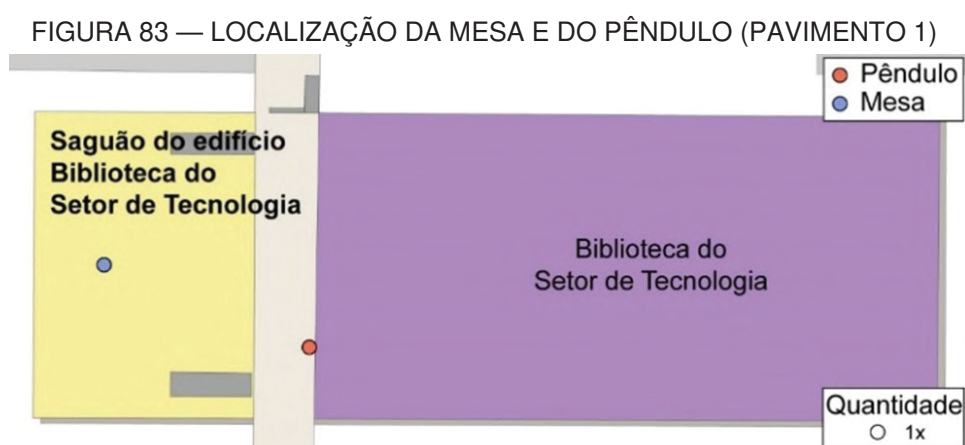 FIGURA 83 — LOCALIZAÇÃO DA MESA E DO PÊNDULO (PAVIMENTO 1)
Pêndulo
Mesa
Saguão do edifício
Biblioteca do
Setor de Tecnologia
Biblioteca do
Setor de Tecnologia
Quantidade
1x